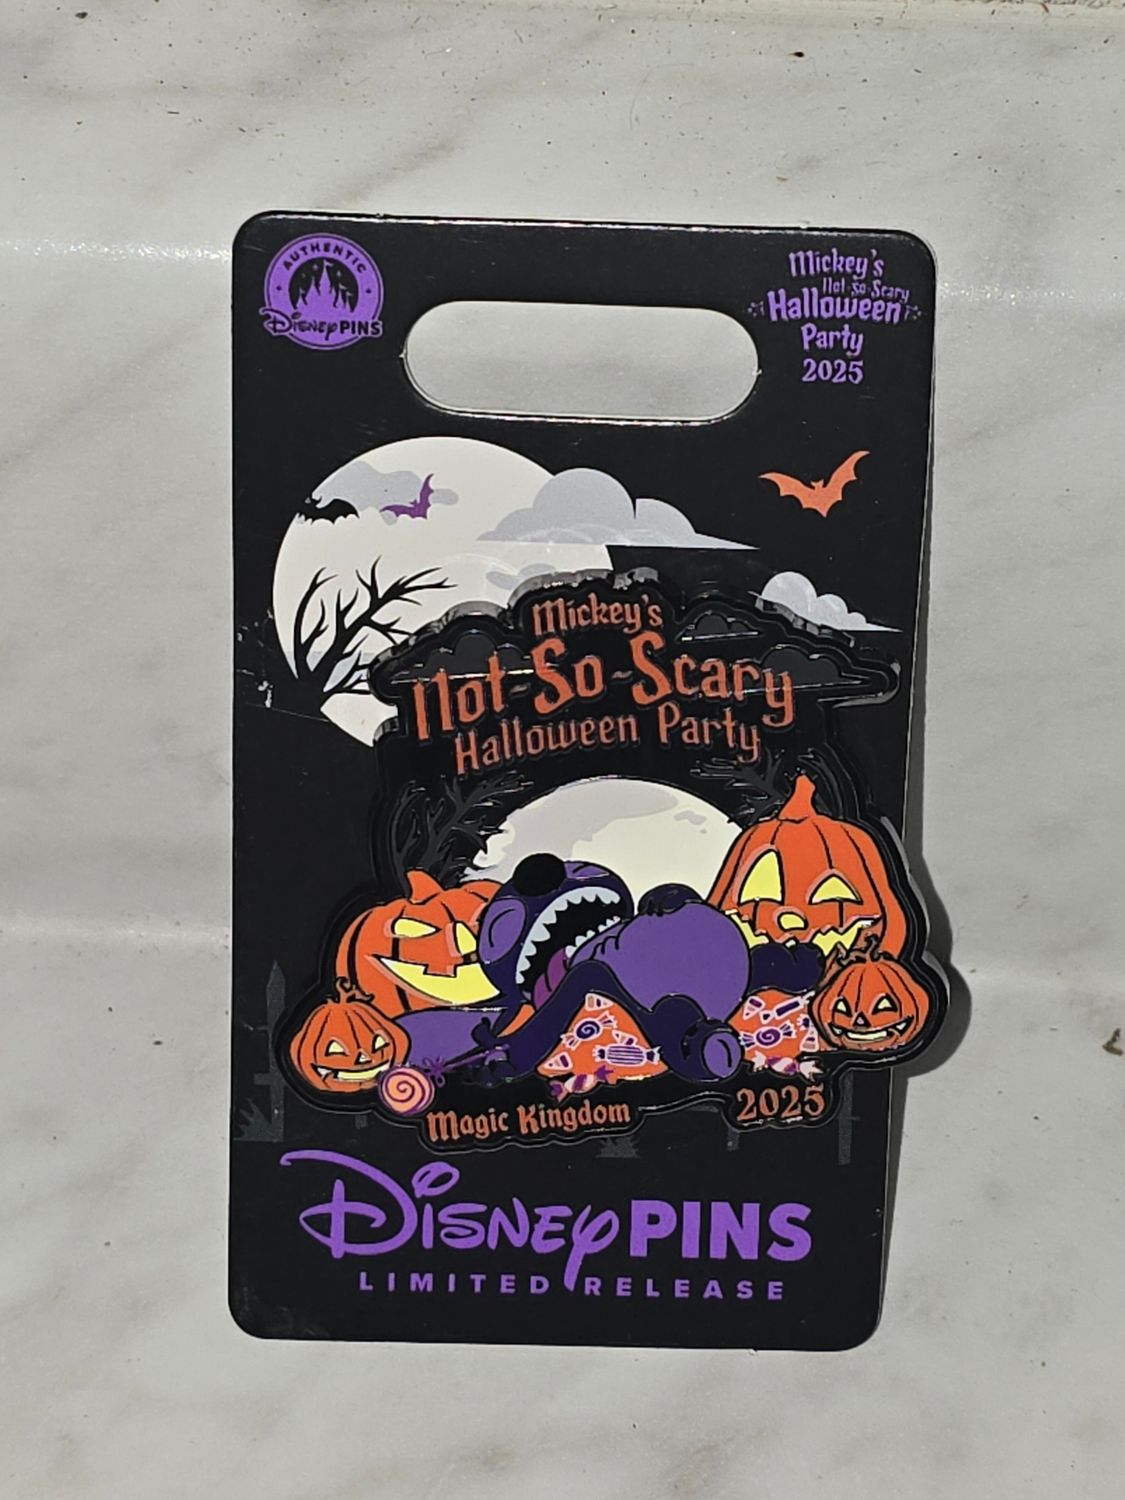 AUTHENTIC
Disney PINS
Mickey's
Not-So-Scary
Halloween
Party
2025
Mickey's
Not-So-Scary
Halloween Party
Magic Kingdom
2025
Disney PINS
LIMITED RELEASE